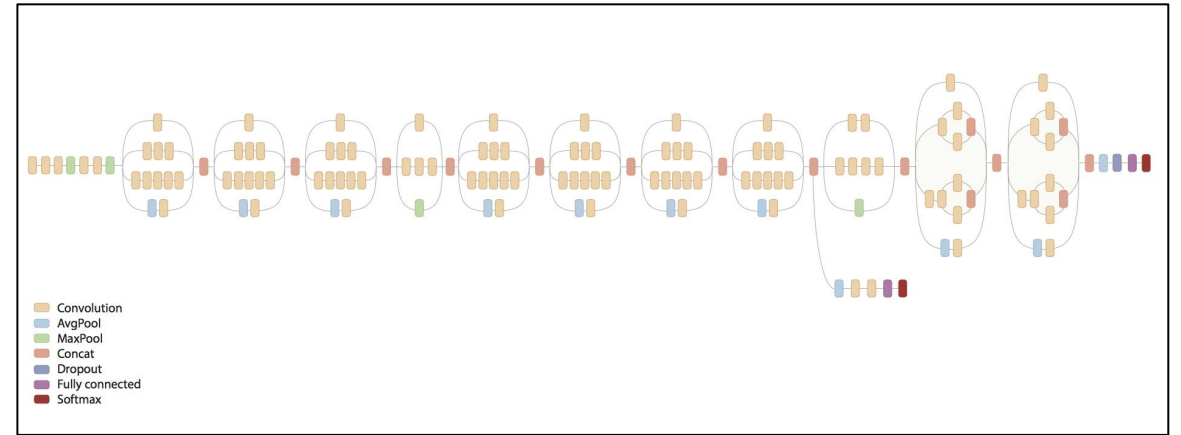 Convolution
AvgPool
MaxPool
Concat
Dropout
Fully connected
Softmax